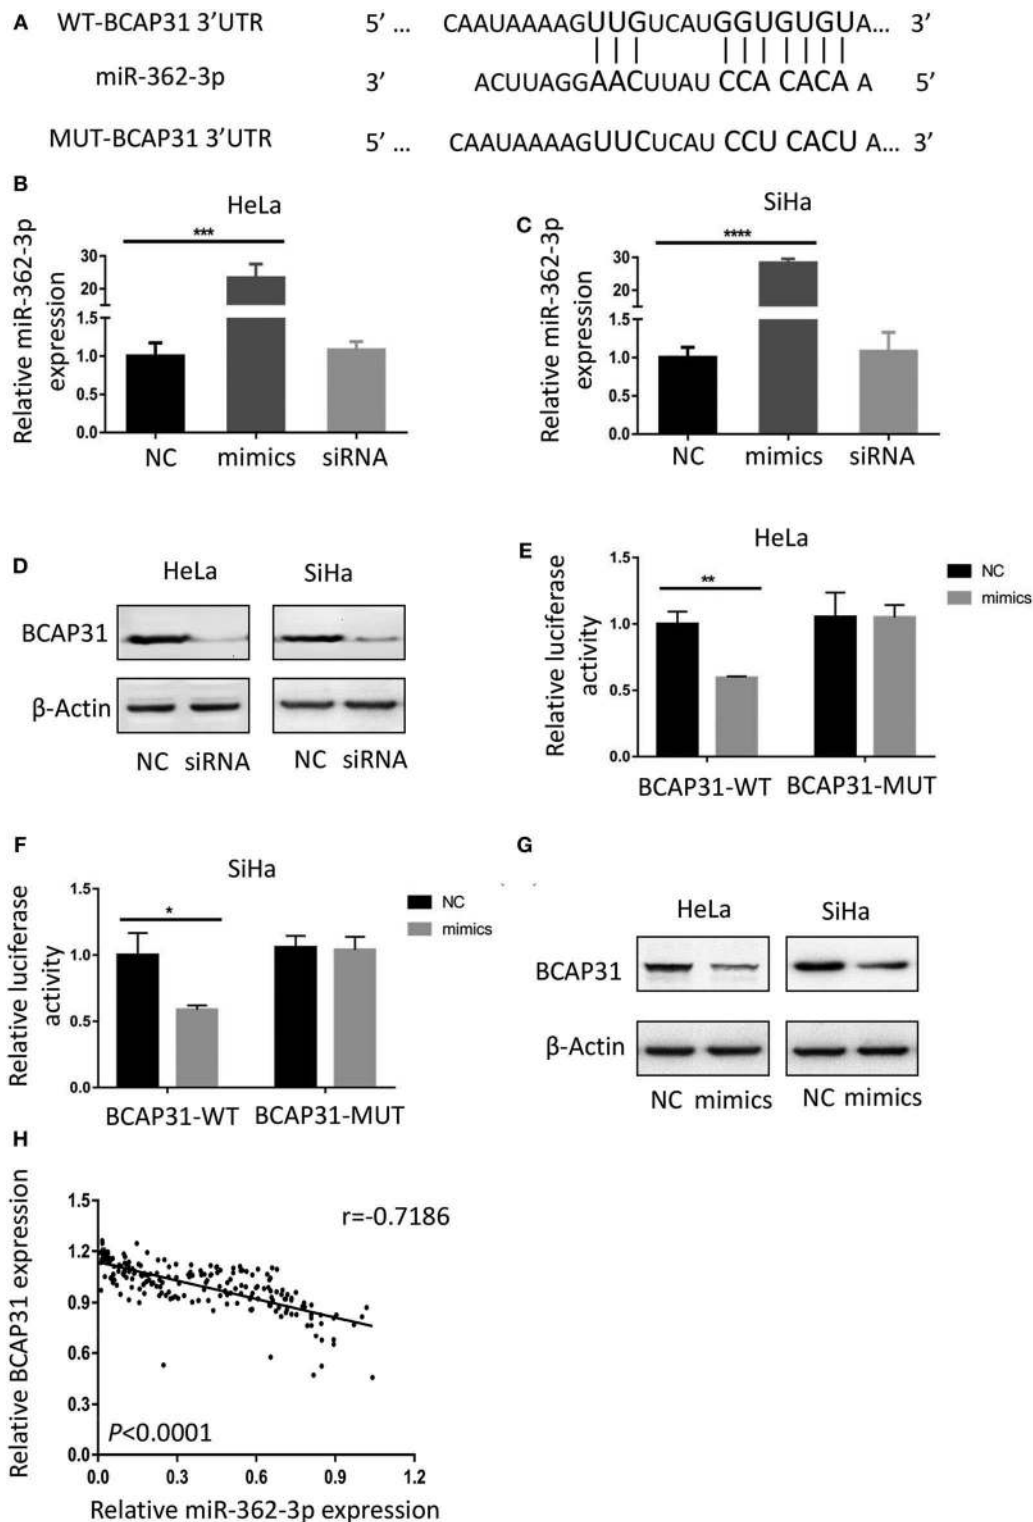 A WT-BCAP31 3'UTR 5' ... CAAUAAAAGUUGUCAUGGUGUGUA... 3'
miR-362-3p 3' ACUUAGGAACUUAU CCA CACA A 5'
MUT-BCAP31 3'UTR 5' ... CAAUAAAAGUUCUCAU CCU CACU A... 3'
B
HeLa
***
Relative miR-362-3p
expression
30
20
1.5
1.0
0.5
0.0
NC mimics siRNA
C
SiHa
****
Relative miR-362-3p
expression
30
20
1.5
1.0
0.5
0.0
NC mimics siRNA
D
HeLa SiHa
BCAP31
β-Actin
NC siRNA NC siRNA
E
HeLa
**
Relative luciferase
activity
1.5
1.0
0.5
0.0
BCAP31-WT BCAP31-MUT
NC
mimics
F
SiHa
*
Relative luciferase
activity
1.5
1.0
0.5
0.0
BCAP31-WT BCAP31-MUT
NC
mimics
G
HeLa SiHa
BCAP31
β-Actin
NC mimics NC mimics
H
Relative BCAP31 expression
1.5
1.2
0.9
0.6
0.3
0.0
r=-0.7186
P<0.0001
0.0 0.3 0.6 0.9 1.2
Relative miR-362-3p expression